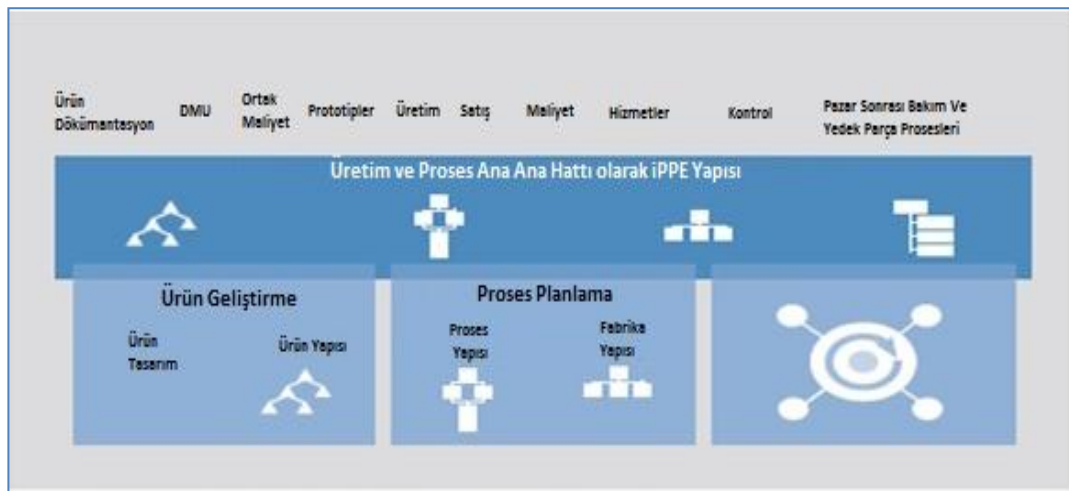 Ürün
Dökümantasyon
DMU
Ortak
Maliyet
Prototipler
Üretim
Satış
Maliyet
Hizmetler
Kontrol
Pazar Sonrası Bakım Ve
Yedek Parça Prosesleri
Üretim ve Proses Ana Ana Hattı olarak iPPE Yapısı
Ürün Geliştirme
Ürün
Tasarım
Ürün Yapısı
Proses Planlama
Proses
Yapısı
Fabrika
Yapısı